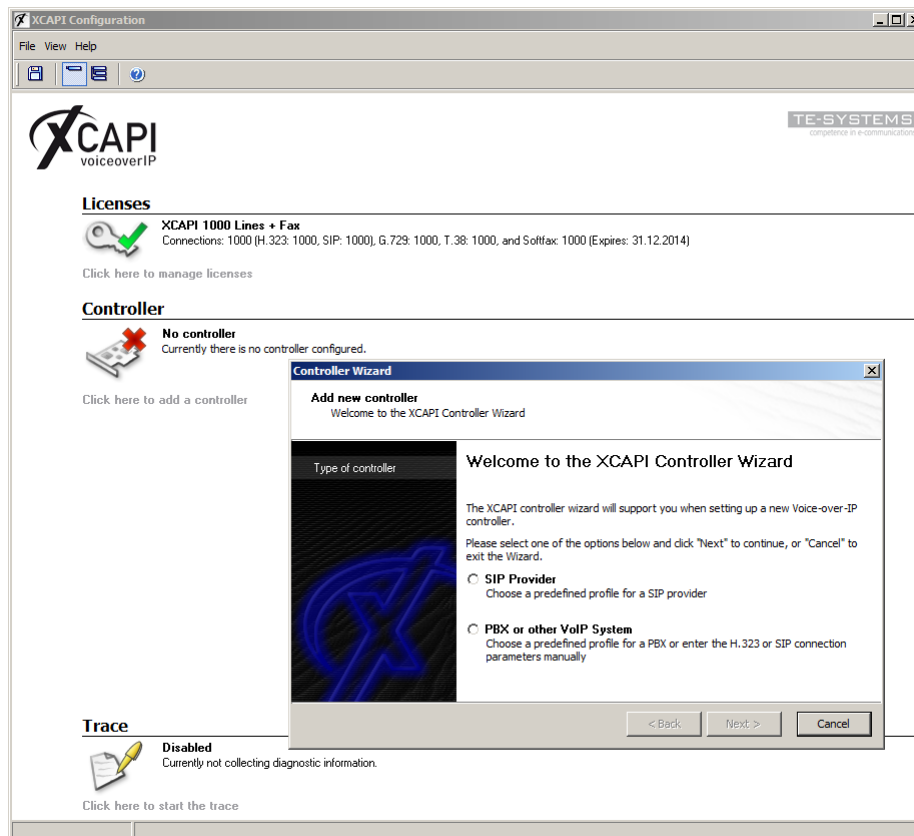 XCAPI Configuration
File View Help
XCAPI
voiceoverIP
TE-SYSTEMS
competence in e-communications
Licenses
XCAPI 1000 Lines + Fax
Connections: 1000 (H.323: 1000, SIP: 1000), G.729: 1000, T.38: 1000, and Softfax: 1000 (Expires: 31.12.2014)
Click here to manage licenses
Controller
No controller
Currently there is no controller configured.
Click here to add a controller
Controller Wizard
Add new controller
Welcome to the XCAPI Controller Wizard
Type of controller
Welcome to the XCAPI Controller Wizard
The XCAPI controller wizard will support you when setting up a new Voice-over-IP
controller.
Please select one of the options below and click "Next" to continue, or "Cancel" to
exit the Wizard.
SIP Provider
Choose a predefined profile for a SIP provider
PBX or other VoIP System
Choose a predefined profile for a PBX or enter the H.323 or SIP connection
parameters manually
< Back Next > Cancel
Trace
Disabled
Currently not collecting diagnostic information.
Click here to start the trace